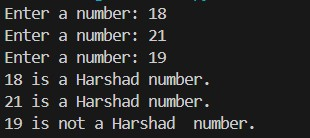 Enter a number: 18
Enter a number: 21
Enter a number: 19
18 is a Harshad number.
21 is a Harshad number.
19 is not a Harshad  number.